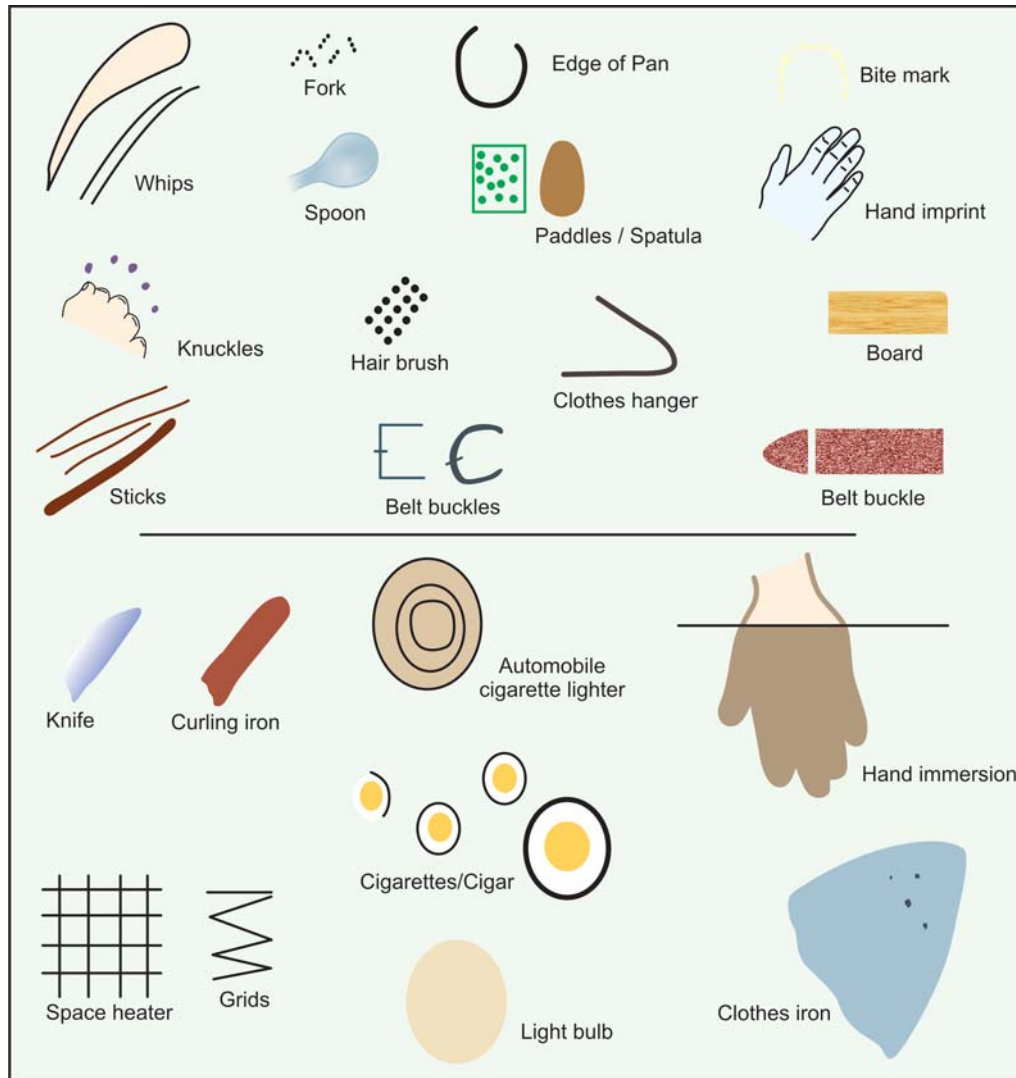 Fork
Edge of Pan
Bite mark
Whips
Spoon
Paddles / Spatula
Hand imprint
Knuckles
Hair brush
Clothes hanger
Board
Sticks
Belt buckles
Belt buckle
Knife
Curling iron
Automobile
cigarette lighter
Hand immersion
Cigarettes/Cigar
Space heater
Grids
Light bulb
Clothes iron